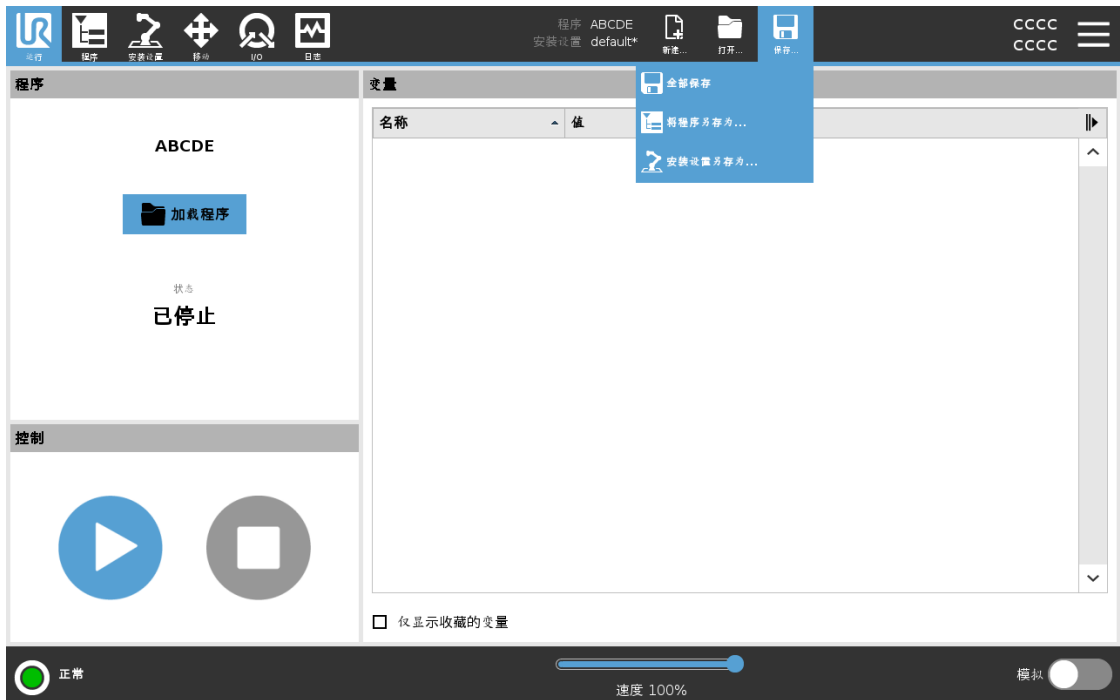 UR
程序 ABCDE
安装设置 default*
CCCC
CCCC
运行
程序
安装设置
移动
I/O
日志
新建...
打开...
保存...
全部保存
将程序另存为...
安装设置另存为...
程序
ABCDE
加载程序
状态
已停止
控制
变量
名称
值
仅显示收藏的变量
正常
速度 100%
模拟